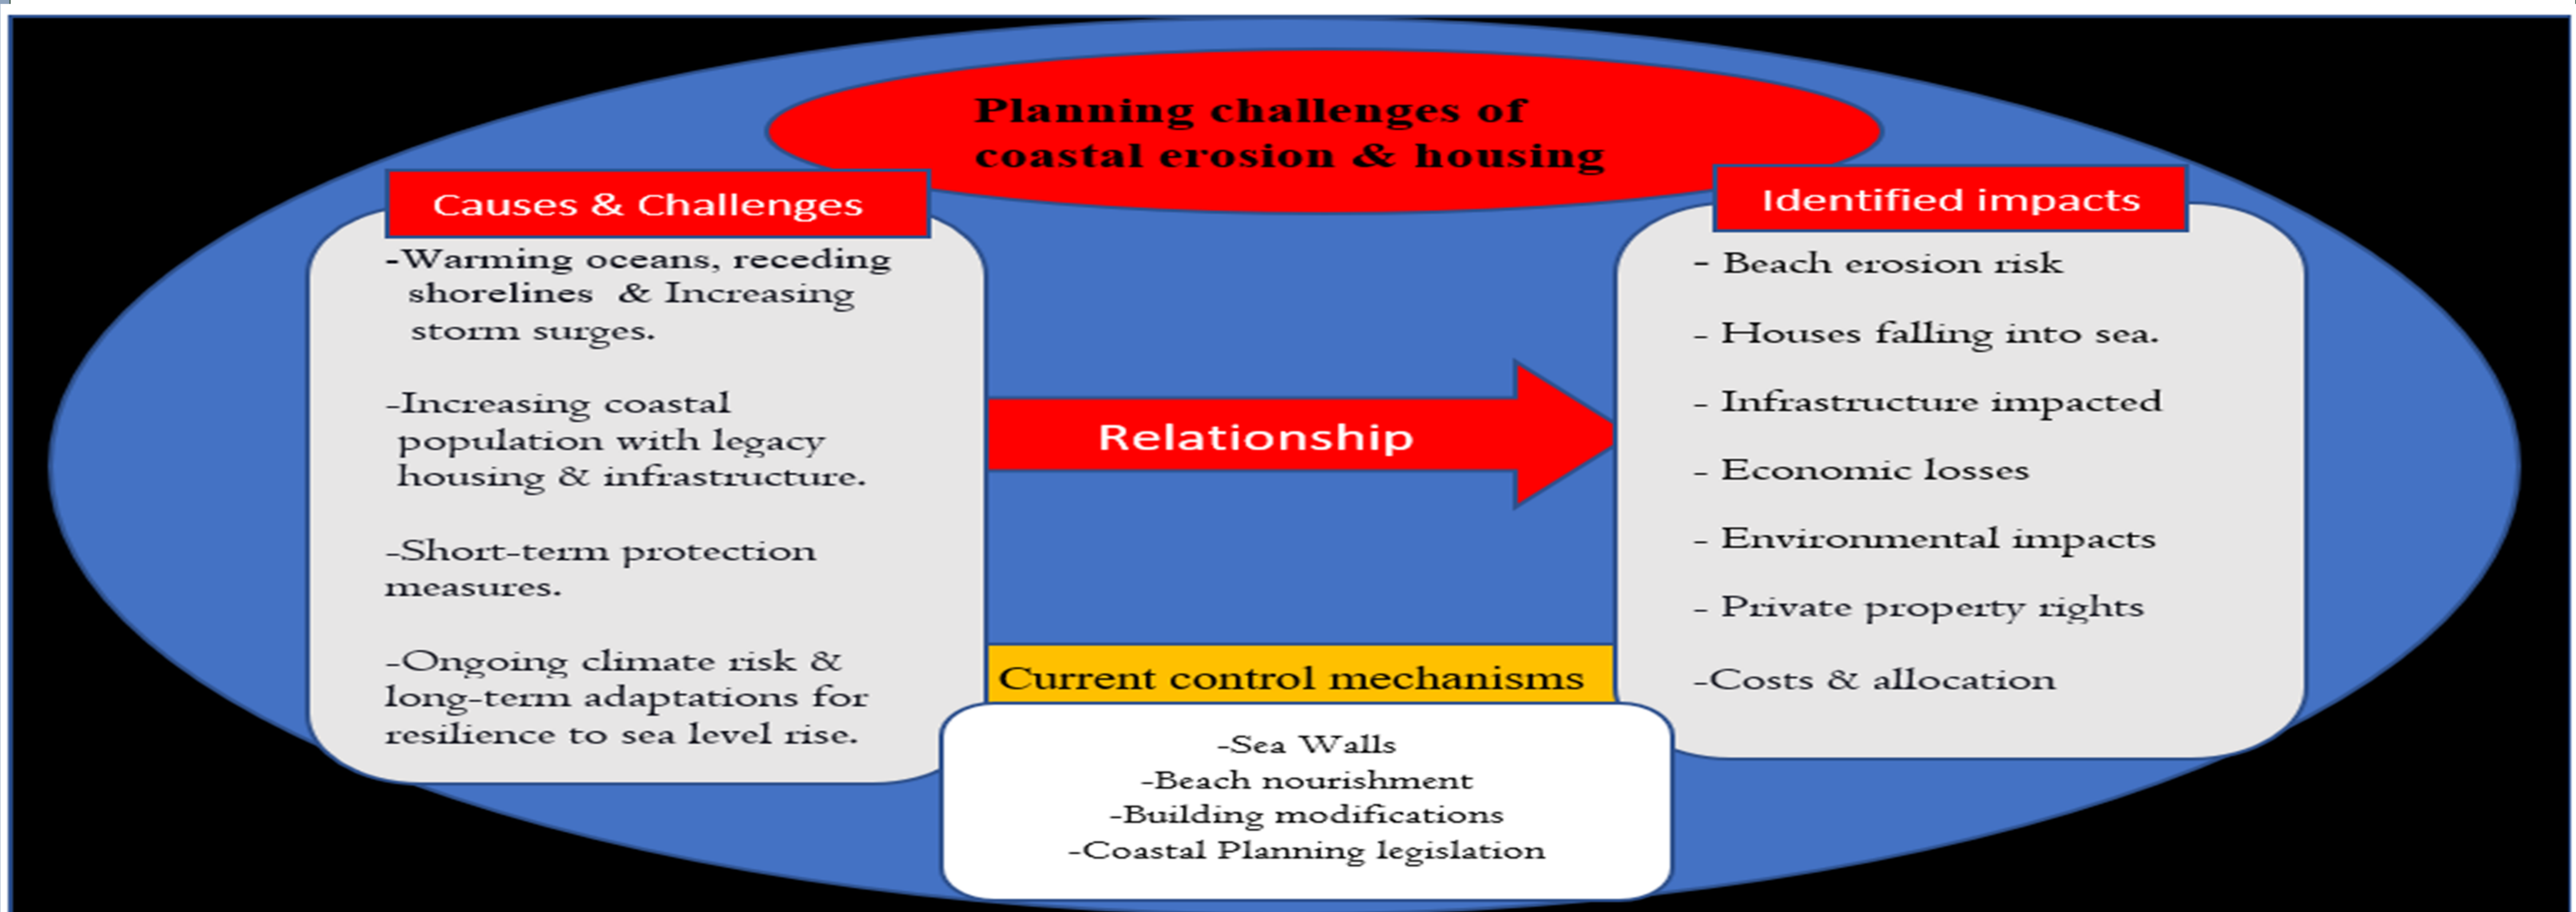 Planning challenges of
coastal erosion & housing
Causes & Challenges
-Warming oceans, receding
shorelines & Increasing
storm surges.
-Increasing coastal
population with legacy
housing & infrastructure.
-Short-term protection
measures.
-Ongoing climate risk &
long-term adaptations for
resilience to sea level rise.
Relationship
Identified impacts
- Beach erosion risk
- Houses falling into sea.
- Infrastructure impacted
- Economic losses
- Environmental impacts
- Private property rights
-Costs & allocation
Current control mechanisms
-Sea Walls
-Beach nourishment
-Building modifications
-Coastal Planning legislation